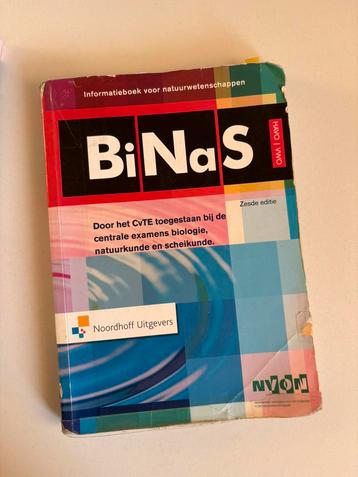 Informatieboek voor natuurwetenschappen
BiNaS
HAVO | VWO
Zesde editie
Door het CvTE toegestaan bij de
centrale examens biologie,
natuurkunde en scheikunde.
Noordhoff Uitgevers
NVON